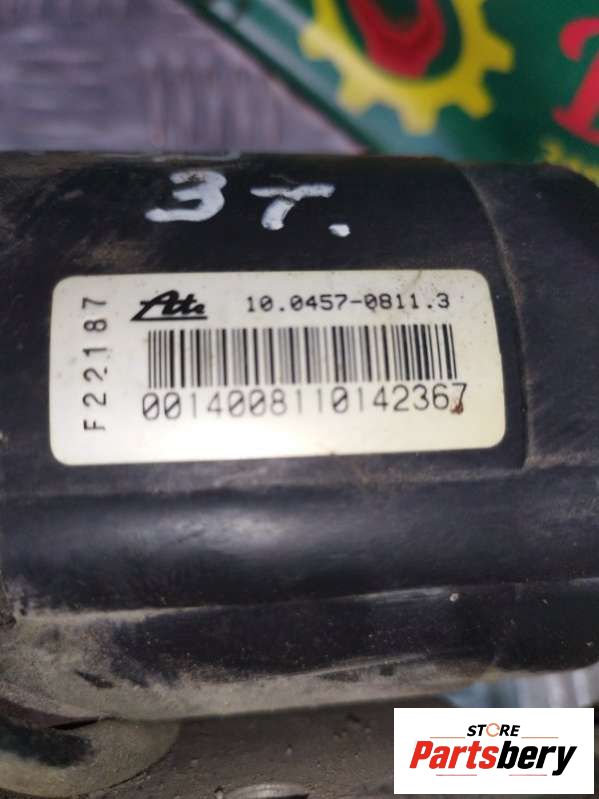 3T.
F22187
Ate 10.0457-0811.3
0014008110142367
STORE
Partsbery